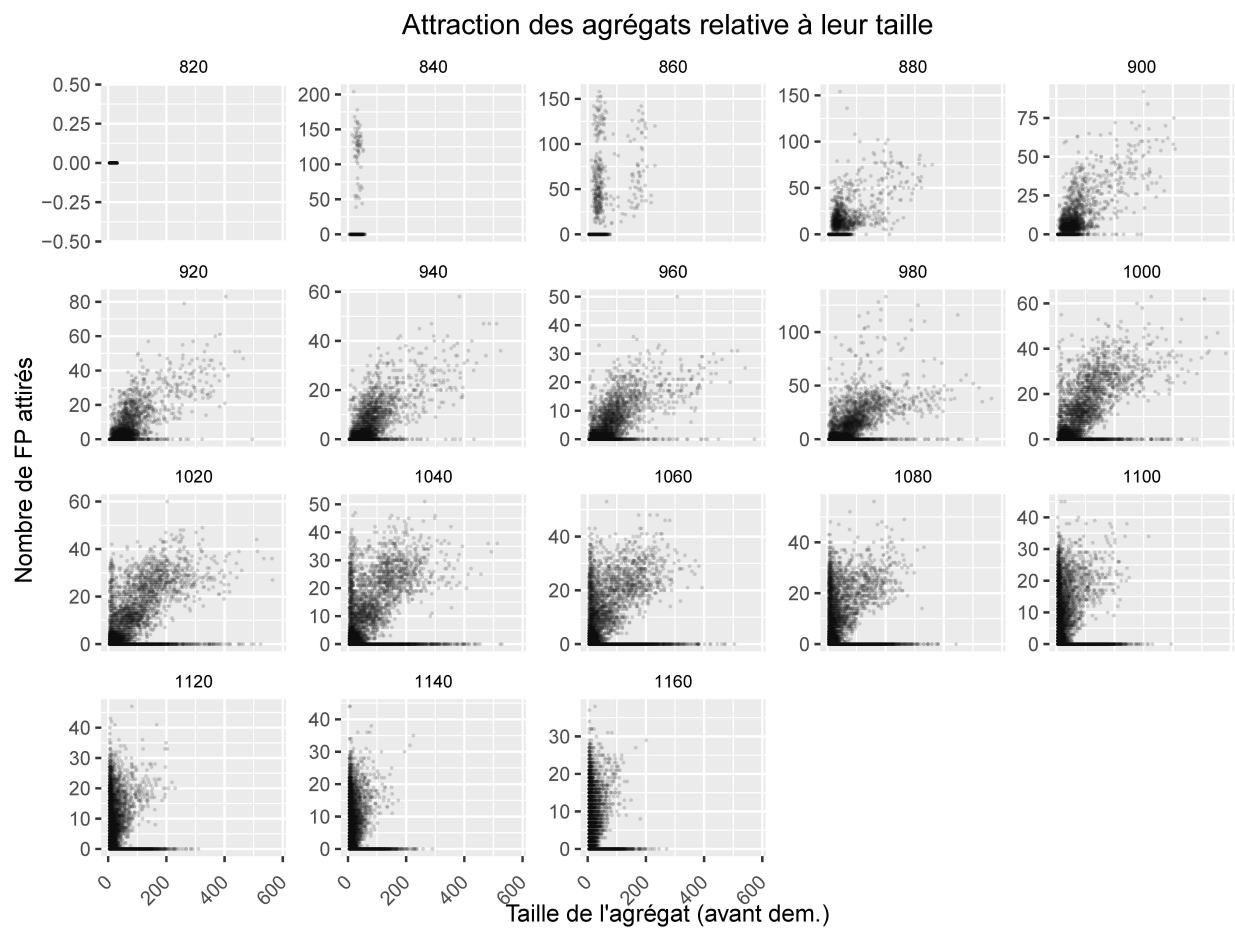 Attraction des agrégats relative à leur taille
820 840 860 880 900
0.50 0.25 0.00 −0.25 −0.50
200 150 100 50 0
150 100 50 0
150 100 50 0
75 50 25 0
920 940 960 980 1000
80 60 40 20 0
60 40 20 0
50 40 30 20 10 0
100 50 0
60 40 20 0
Nombre de FP attirés
1020 1040 1060 1080 1100
60 40 20 0
50 40 30 20 10 0
40 20 0
40 20 0
40 30 20 10 0
1120 1140 1160
40 30 20 10 0
40 30 20 10 0
30 20 10 0
0 200 400 600 0 200 400 600 0 200 400 600
Taille de l'agrégat (avant dem.)